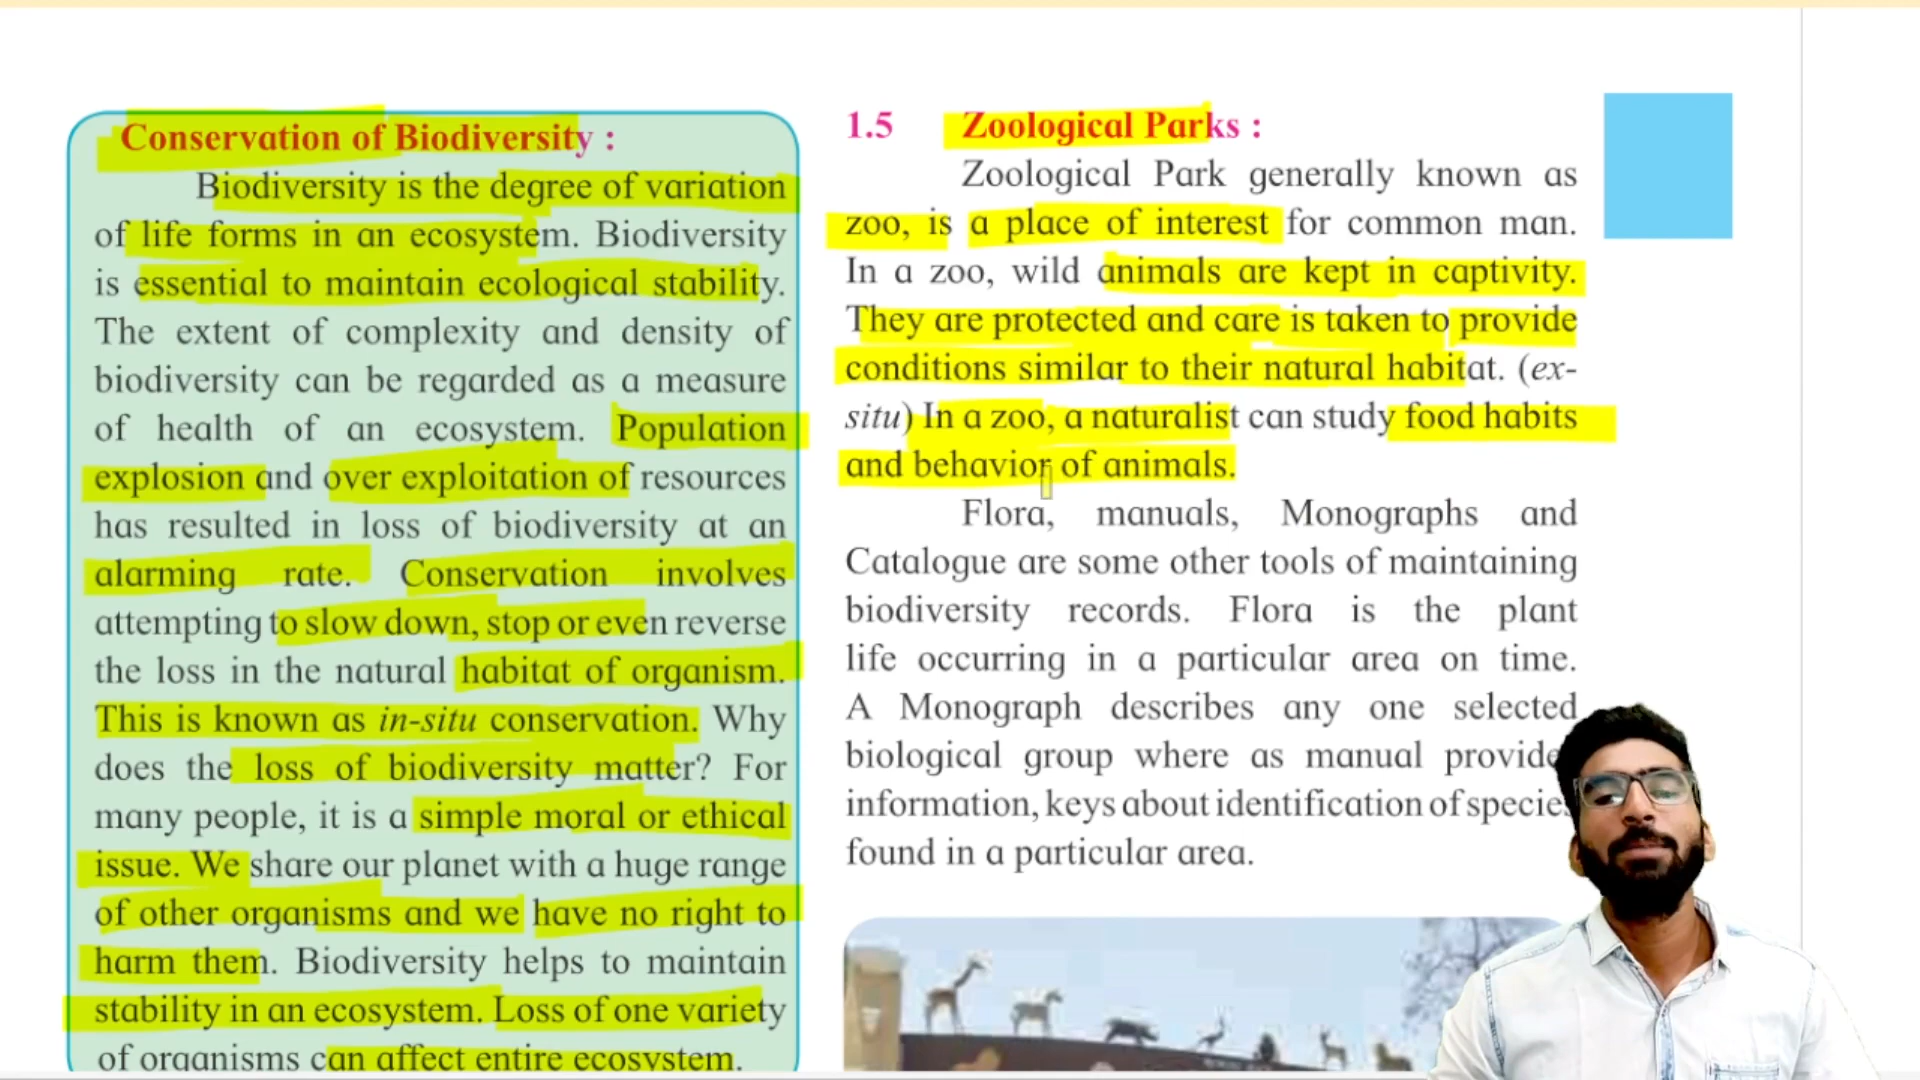 Conservation of Biodiversity :
Biodiversity is the degree of variation
of life forms in an ecosystem. Biodiversity
is essential to maintain ecological stability.
The extent of complexity and density of
biodiversity can be regarded as a measure
of health of an ecosystem. Population
explosion and over exploitation of resources
has resulted in loss of biodiversity at an
alarming rate. Conservation involves
attempting to slow down, stop or even reverse
the loss in the natural habitat of organism.
This is known as in-situ conservation. Why
does the loss of biodiversity matter? For
many people, it is a simple moral or ethical
issue. We share our planet with a huge range
of other organisms and we have no right to
harm them. Biodiversity helps to maintain
stability in an ecosystem. Loss of one variety
of organisms can affect entire ecosystem.
1.5 Zoological Parks :
Zoological Park generally known as
zoo, is a place of interest for common man.
In a zoo, wild animals are kept in captivity.
They are protected and care is taken to provide
conditions similar to their natural habitat. (ex-
situ) In a zoo, a naturalist can study food habits
and behavior of animals.
Flora, manuals, Monographs and
Catalogue are some other tools of maintaining
biodiversity records. Flora is the plant
life occurring in a particular area on time.
A Monograph describes any one selected
biological group where as manual provide
information, keys about identification of specie
found in a particular area.